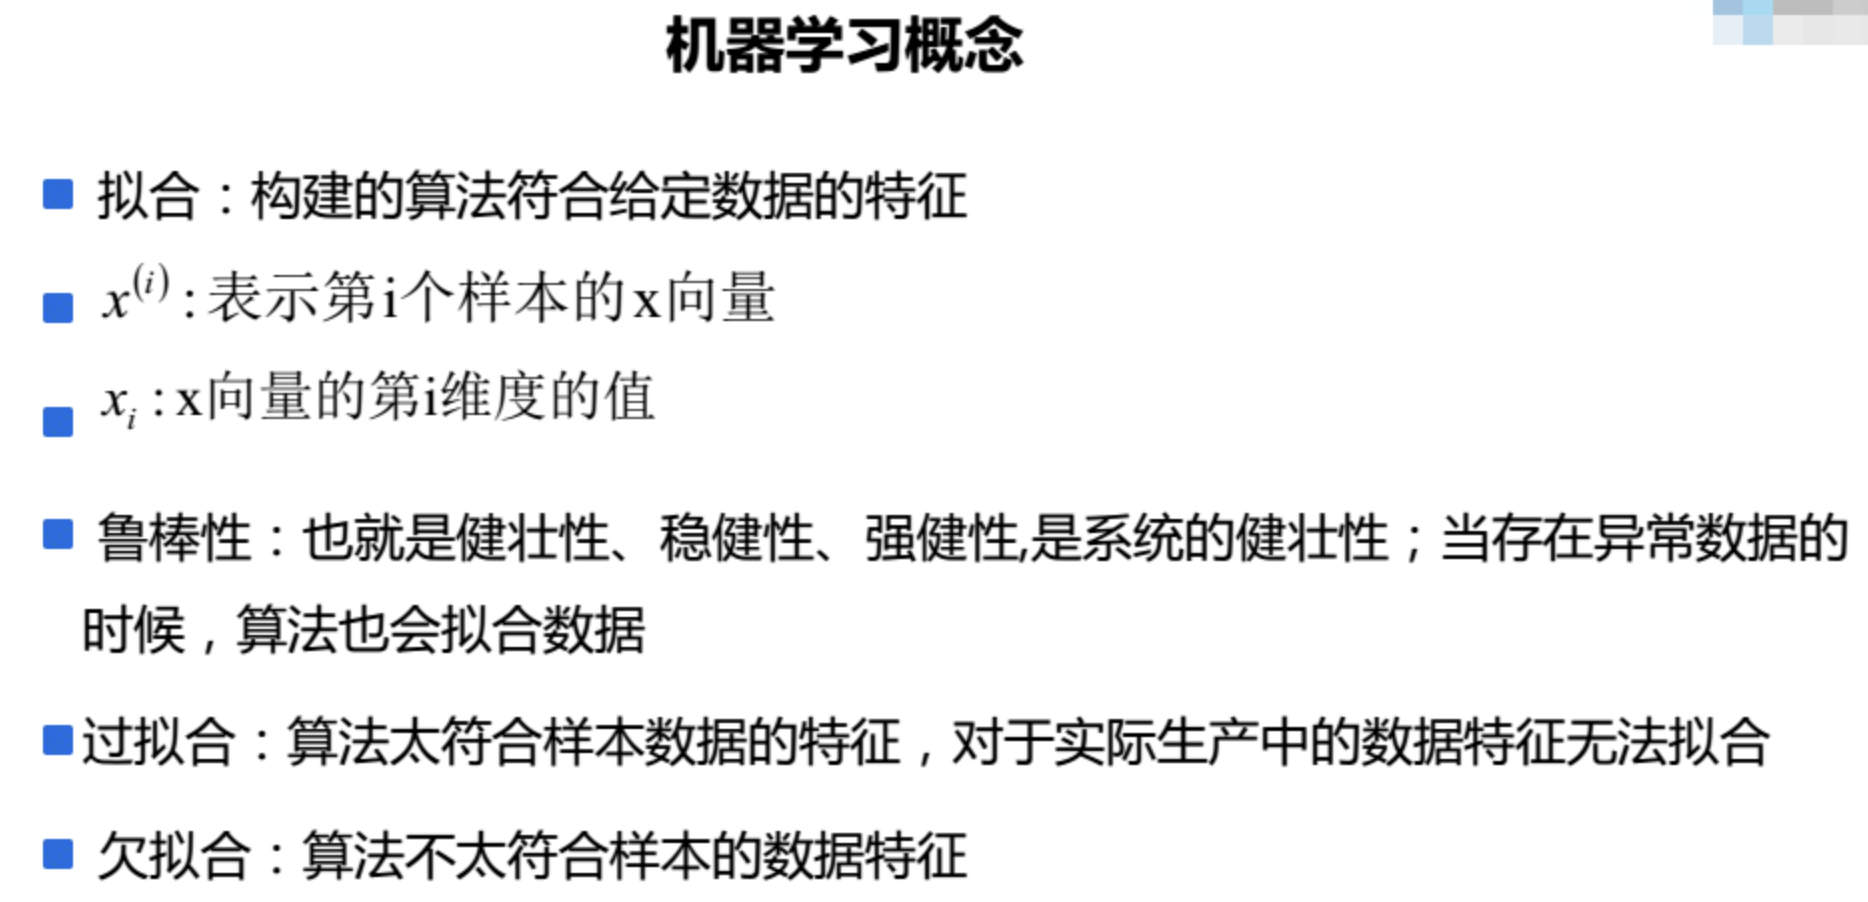 机器学习概念
拟合：构建的算法符合给定数据的特征
x^(i) : 表示第i个样本的x向量
x_i : x向量的第i维度的值
鲁棒性：也就是健壮性、稳健性、强健性,是系统的健壮性；当存在异常数据的
时候，算法也会拟合数据
过拟合：算法太符合样本数据的特征，对于实际生产中的数据特征无法拟合
欠拟合：算法不太符合样本的数据特征